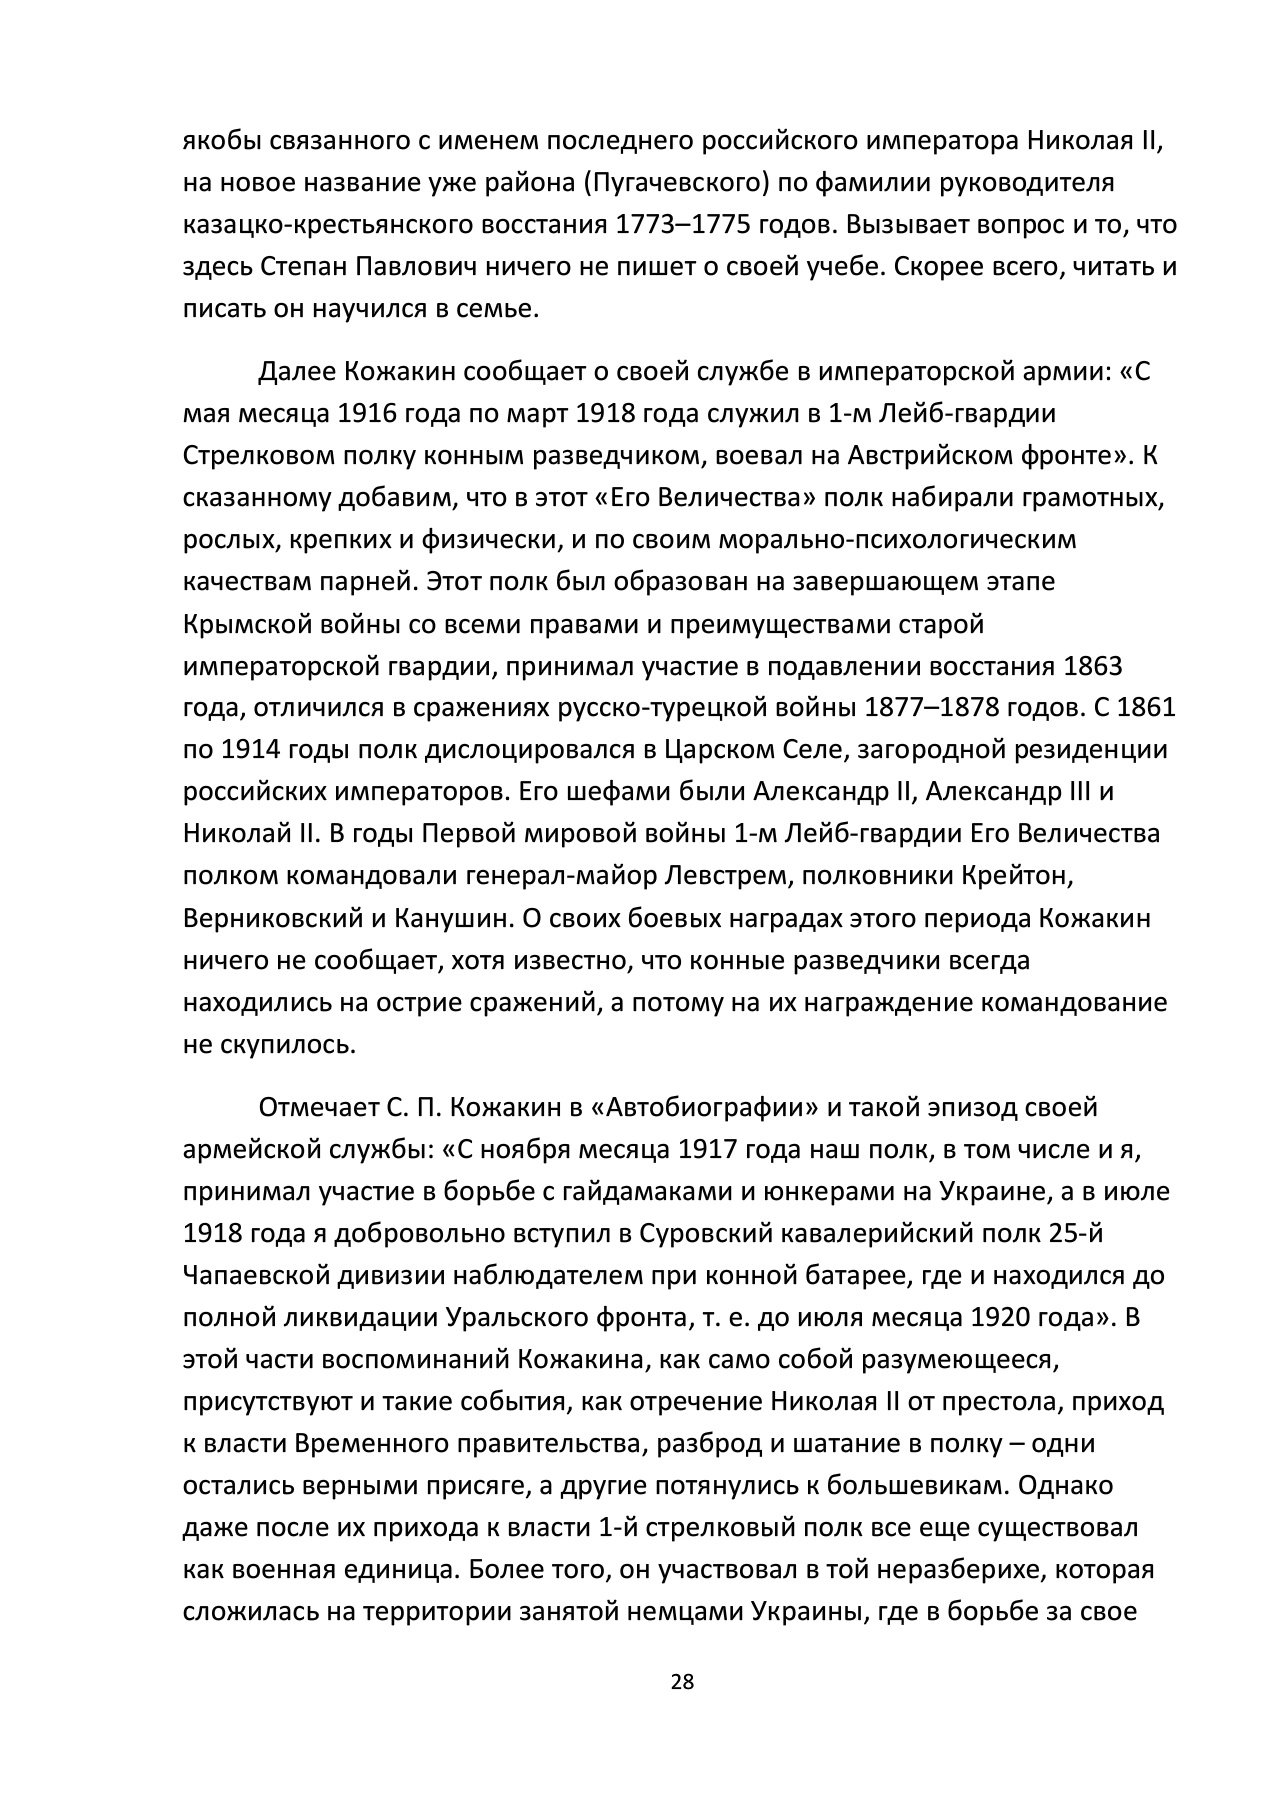 якобы связанного с именем последнего российского императора Николая II,
на новое название уже района (Пугачевского) по фамилии руководителя
казацко-крестьянского восстания 1773–1775 годов. Вызывает вопрос и то, что
здесь Степан Павлович ничего не пишет о своей учебе. Скорее всего, читать и
писать он научился в семье.
Далее Кожакин сообщает о своей службе в императорской армии: «С
мая месяца 1916 года по март 1918 года служил в 1-м Лейб-гвардии
Стрелковом полку конным разведчиком, воевал на Австрийском фронте». К
сказанному добавим, что в этот «Его Величества» полк набирали грамотных,
рослых, крепких и физически, и по своим морально-психологическим
качествам парней. Этот полк был образован на завершающем этапе
Крымской войны со всеми правами и преимуществами старой
императорской гвардии, принимал участие в подавлении восстания 1863
года, отличился в сражениях русско-турецкой войны 1877–1878 годов. С 1861
по 1914 годы полк дислоцировался в Царском Селе, загородной резиденции
российских императоров. Его шефами были Александр II, Александр III и
Николай II. В годы Первой мировой войны 1-м Лейб-гвардии Его Величества
полком командовали генерал-майор Левстрем, полковники Крейтон,
Верниковский и Канушин. О своих боевых наградах этого периода Кожакин
ничего не сообщает, хотя известно, что конные разведчики всегда
находились на острие сражений, а потому на их награждение командование
не скупилось.
Отмечает С. П. Кожакин в «Автобиографии» и такой эпизод своей
армейской службы: «С ноября месяца 1917 года наш полк, в том числе и я,
принимал участие в борьбе с гайдамаками и юнкерами на Украине, а в июле
1918 года я добровольно вступил в Суровский кавалерийский полк 25-й
Чапаевской дивизии наблюдателем при конной батарее, где и находился до
полной ликвидации Уральского фронта, т. е. до июля месяца 1920 года». В
этой части воспоминаний Кожакина, как само собой разумеющееся,
присутствуют и такие события, как отречение Николая II от престола, приход
к власти Временного правительства, разброд и шатание в полку – одни
остались верными присяге, а другие потянулись к большевикам. Однако
даже после их прихода к власти 1-й стрелковый полк все еще существовал
как военная единица. Более того, он участвовал в той неразберихе, которая
сложилась на территории занятой немцами Украины, где в борьбе за свое
28